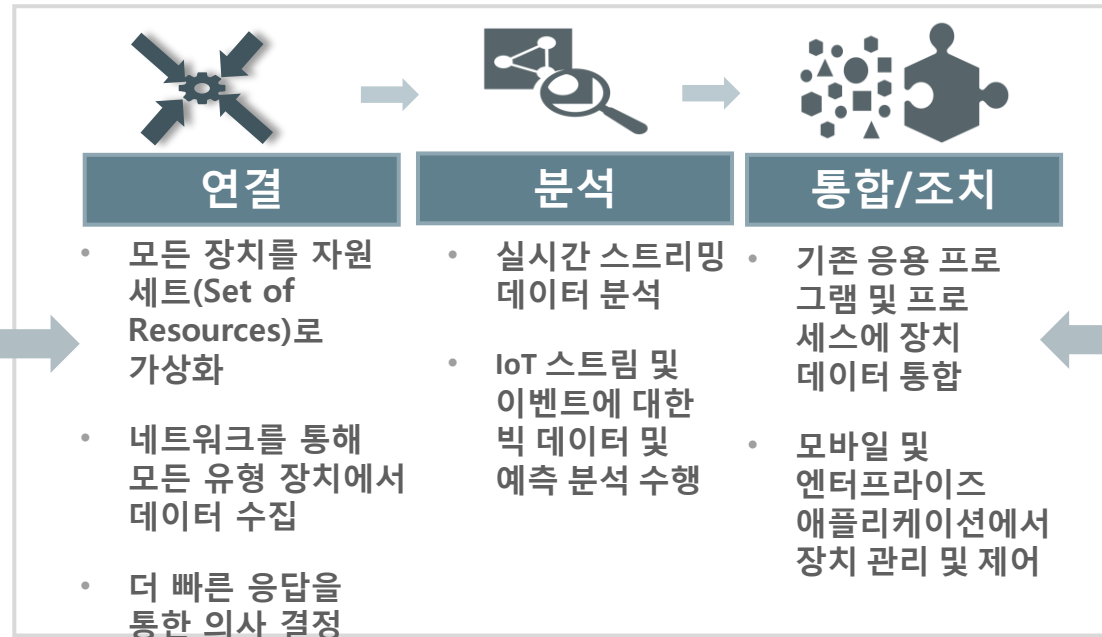 연결
모든 장치를 자원
세트(Set of
Resources)로
가상화
네트워크를 통해
모든 유형 장치에서
데이터 수집
더 빠른 응답을
통한 의사 결정
분석
실시간 스트리밍
데이터 분석
IoT 스트림 및
이벤트에 대한
빅 데이터 및
예측 분석 수행
통합/조치
기존 응용 프로
그램 및 프로
세스에 장치
데이터 통합
모바일 및
엔터프라이즈
애플리케이션에서
장치 관리 및 제어